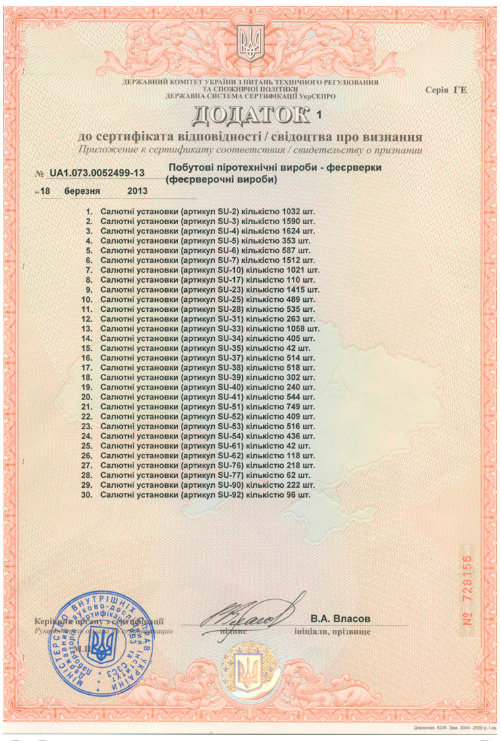 ДЕРЖАВНИЙ КОМІТЕТ УКРАЇНИ З ПИТАНЬ ТЕХНІЧНОГО РЕГУЛЮВАННЯ
ТА СПОЖИВЧОЇ ПОЛІТИКИ
ДЕРЖАВНА СИСТЕМА СЕРТИФІКАЦІЇ УкрСЕПРО
Серія ГЕ
ДОДАТОК 1
до сертифіката відповідності / свідоцтва про визнання
Приложение к сертификату соответствия / свидетельству о признании
№ UA1.073.0052499-13
Побутові піротехнічні вироби - феєрверки
(феєрверочні вироби)
18 березня 2013
1. Салютні установки (артикул SU-2) кількістю 1032 шт.
2. Салютні установки (артикул SU-3) кількістю 1590 шт.
3. Салютні установки (артикул SU-4) кількістю 1624 шт.
4. Салютні установки (артикул SU-5) кількістю 353 шт.
5. Салютні установки (артикул SU-6) кількістю 587 шт.
6. Салютні установки (артикул SU-7) кількістю 1512 шт.
7. Салютні установки (артикул SU-10) кількістю 1021 шт.
8. Салютні установки (артикул SU-17) кількістю 110 шт.
9. Салютні установки (артикул SU-23) кількістю 1415 шт.
10. Салютні установки (артикул SU-25) кількістю 489 шт.
11. Салютні установки (артикул SU-28) кількістю 535 шт.
12. Салютні установки (артикул SU-31) кількістю 263 шт.
13. Салютні установки (артикул SU-33) кількістю 1058 шт.
14. Салютні установки (артикул SU-34) кількістю 405 шт.
15. Салютні установки (артикул SU-35) кількістю 42 шт.
16. Салютні установки (артикул SU-37) кількістю 514 шт.
17. Салютні установки (артикул SU-38) кількістю 518 шт.
18. Салютні установки (артикул SU-39) кількістю 302 шт.
19. Салютні установки (артикул SU-40) кількістю 240 шт.
20. Салютні установки (артикул SU-41) кількістю 544 шт.
21. Салютні установки (артикул SU-51) кількістю 749 шт.
22. Салютні установки (артикул SU-52) кількістю 409 шт.
23. Салютні установки (артикул SU-53) кількістю 516 шт.
24. Салютні установки (артикул SU-54) кількістю 436 шт.
25. Салютні установки (артикул SU-61) кількістю 42 шт.
26. Салютні установки (артикул SU-62) кількістю 118 шт.
27. Салютні установки (артикул SU-76) кількістю 218 шт.
28. Салютні установки (артикул SU-77) кількістю 62 шт.
29. Салютні установки (артикул SU-90) кількістю 222 шт.
30. Салютні установки (артикул SU-92) кількістю 96 шт.
№ 728156
Керівник органу з сертифікації
В.А. Власов
підпис
ініціали, прізвище